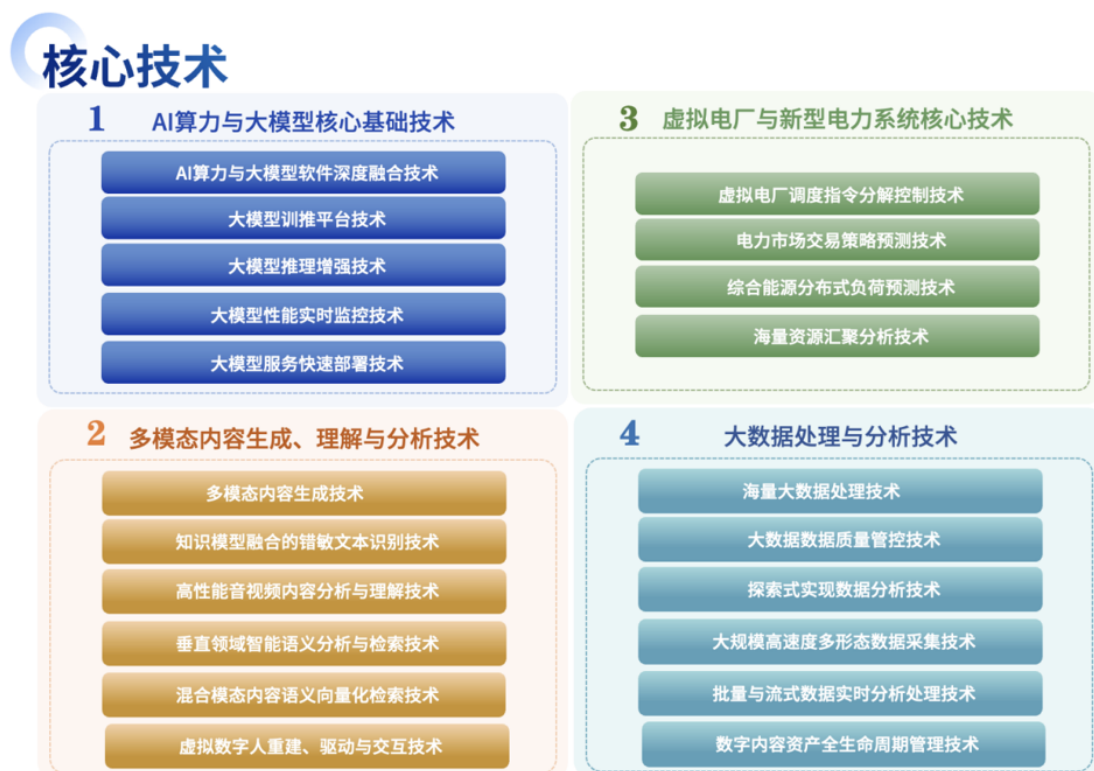 核心技术
1
AI算力与大模型核心基础技术
AI算力与大模型软件深度融合技术
大模型训推平台技术
大模型推理增强技术
大模型性能实时监控技术
大模型服务快速部署技术
2
多模态内容生成、理解与分析技术
多模态内容生成技术
知识模型融合的错敏文本识别技术
高性能音视频内容分析与理解技术
垂直领域智能语义分析与检索技术
混合模态内容语义向量化检索技术
虚拟数字人重建、驱动与交互技术
3
虚拟电厂与新型电力系统核心技术
虚拟电厂调度指令分解控制技术
电力市场交易策略预测技术
综合能源分布式负荷预测技术
海量资源汇聚分析技术
4
大数据处理与分析技术
海量大数据处理技术
大数据数据质量管控技术
探索式实现数据分析技术
大规模高速度多形态数据采集技术
批量与流式数据实时分析处理技术
数字内容资产全生命周期管理技术